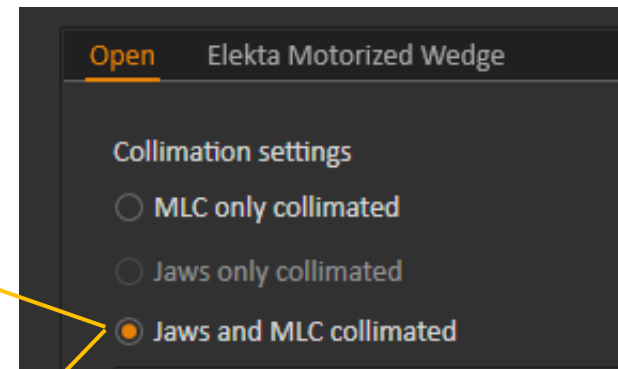 Open Elekta Motorized Wedge
Collimation settings
MLC only collimated
Jaws only collimated
Jaws and MLC collimated